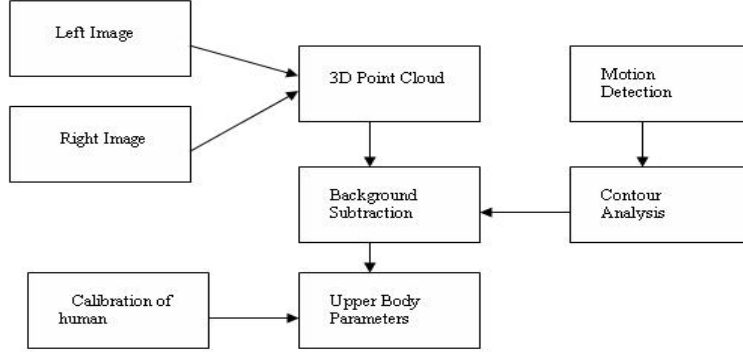 Left Image
3D Point Cloud
Motion
Detection
Right Image
Background
Subtraction
Contour
Analysis
Calibration of
human
Upper Body
Parameters